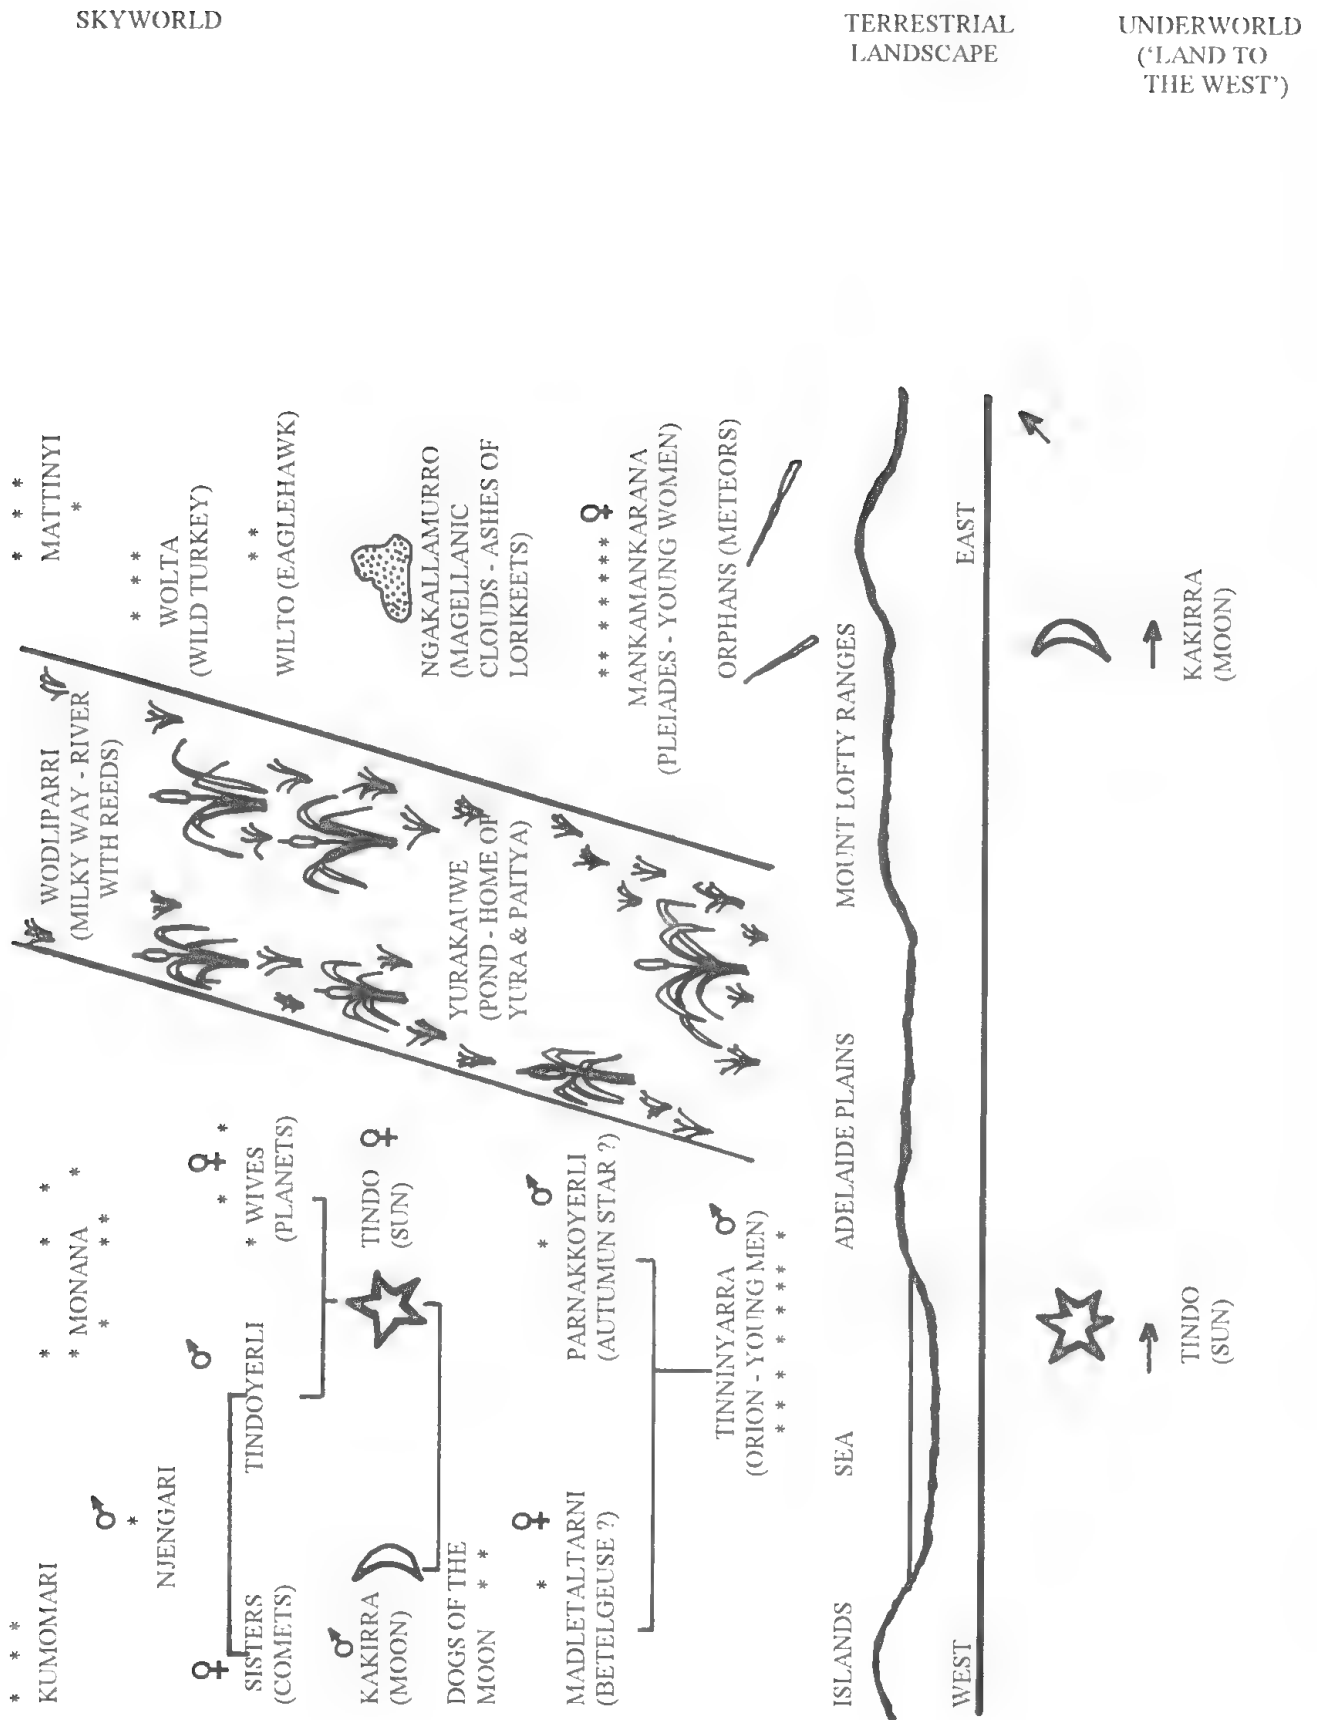 SKYWORLD
TERRESTRIAL
LANDSCAPE
UNDERWORLD
('LAND TO
THE WEST')
KUMOMARI
NJENGARI
MONANA
SISTERS
(COMETS)
TINDOYERLI
WIVES
(PLANETS)
KAKIRRA
(MOON)
TINDO
(SUN)
DOGS OF THE
MOON
MADLETALTARNI
(BETELGEUSE ?)
PARNAKKOYERLI
(AUTUMUN STAR ?)
TINNINYARRA
(ORION - YOUNG MEN)
WODLIPARRI
(MILKY WAY - RIVER
WITH REEDS)
YURAKAUWE
(POND - HOME OF
YURA & PAITYA)
MATTINYI
WOLTA
(WILD TURKEY)
WILTO (EAGLEHAWK)
NGAKALLAMURRO
(MAGELLANIC
CLOUDS - ASHES OF
LORIKEETS)
MANKAMANKARANA
(PLEIADES - YOUNG WOMEN)
ORPHANS (METEORS)
ISLANDS
SEA
ADELAIDE PLAINS
MOUNT LOFTY RANGES
WEST
EAST
TINDO
(SUN)
KAKIRRA
(MOON)